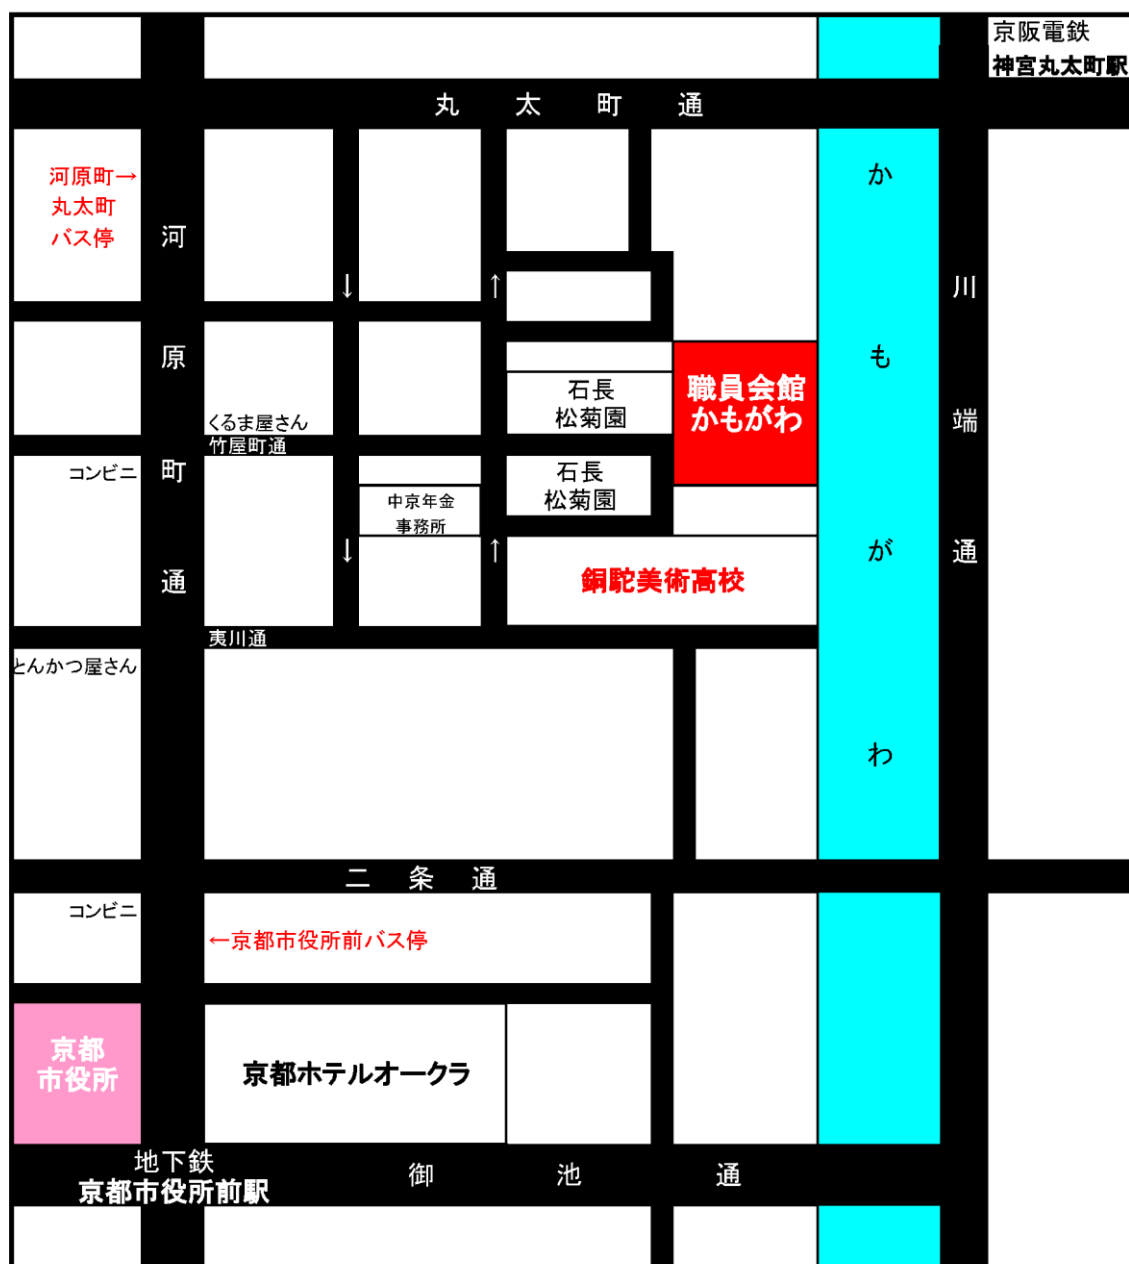 京阪電鉄
神宮丸太町駅
丸太町通
河原町→
丸太町
バス停
河原町通
↓
↑
かもがわ
川端通
職員会館
かもがわ
石長
松菊園
くるま屋さん
竹屋町通
コンビニ
石長
松菊園
中京年金
事務所
↓
↑
銅駝美術高校
夷川通
とんかつ屋さん
二条通
コンビニ
←京都市役所前バス停
京都
市役所
京都ホテルオークラ
地下鉄
京都市役所前駅
御池通